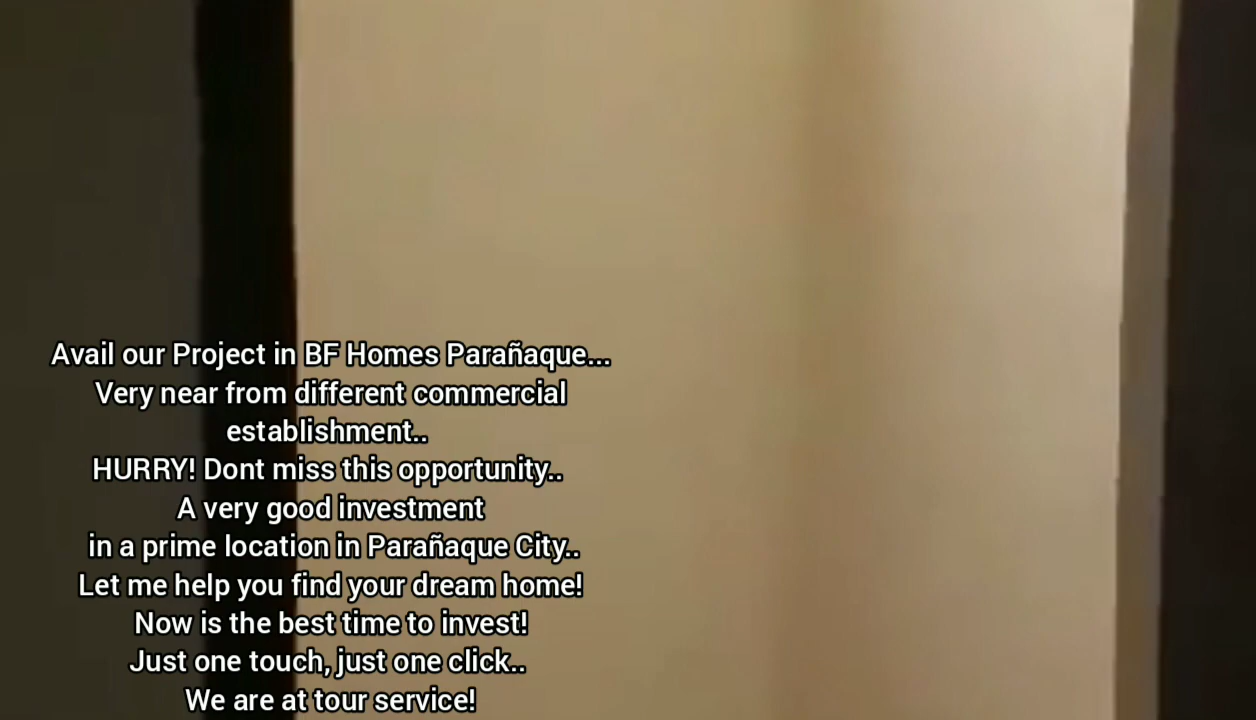 Avail our Project in BF Homes Parañaque...
Very near from different commercial
establishment..
HURRY! Dont miss this opportunity..
A very good investment
in a prime location in Parañaque City..
Let me help you find your dream home!
Now is the best time to invest!
Just one touch, just one click..
We are at tour service!